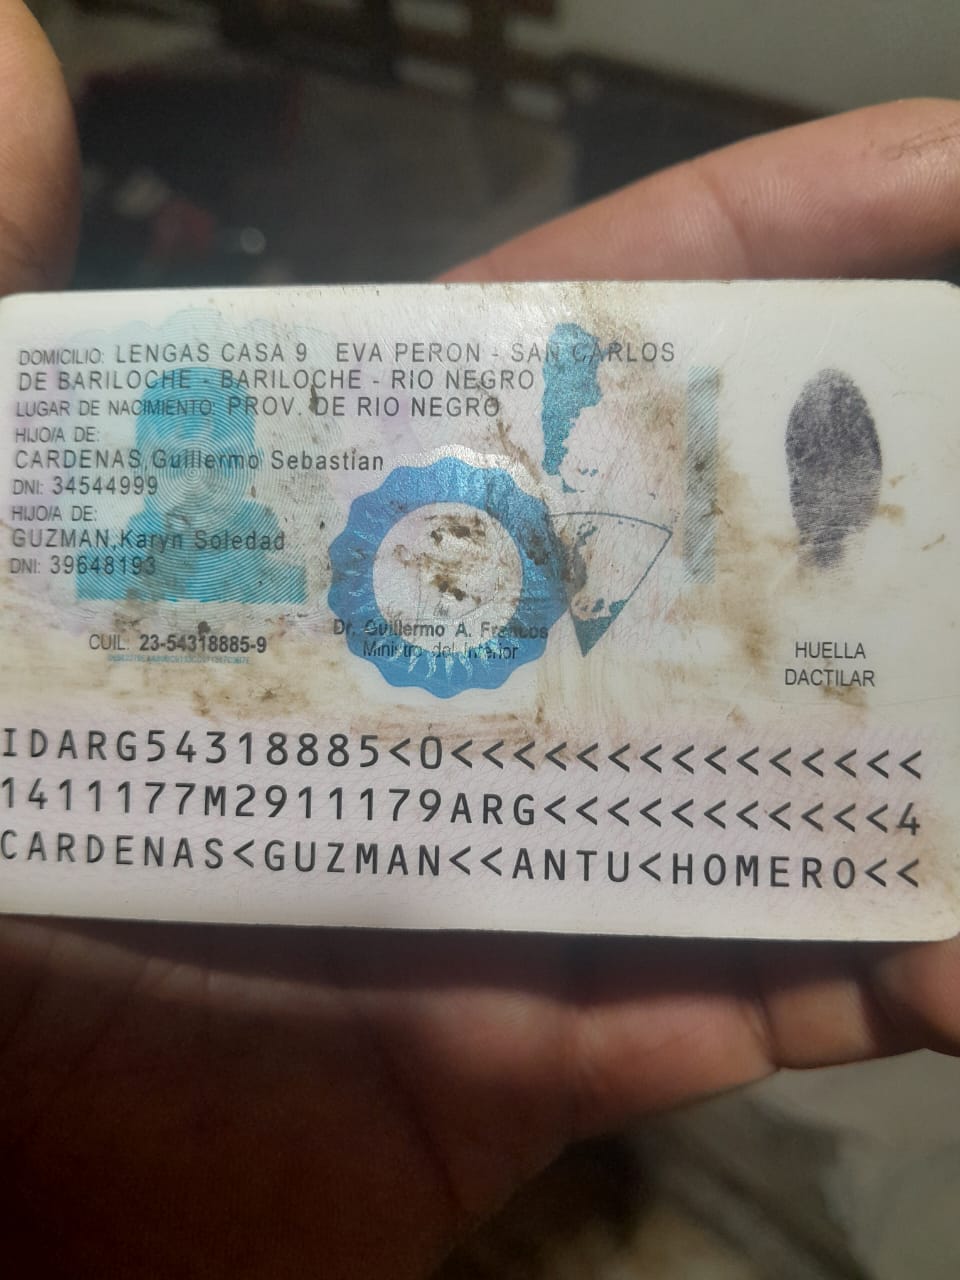 DOMICILIO: LENGAS CASA 9 EVA PERON - SAN CARLOS
DE BARILOCHE - BARILOCHE - RIO NEGRO
LUGAR DE NACIMIENTO: PROV. DE RIO NEGRO
HIJO/A DE:
CARDENAS,Guillermo Sebastian
DNI: 34544999
HIJO/A DE:
GUZMAN,Karyn Soledad
DNI: 39648193
CUIL: 23-54318885-9
Dr. Guillermo A. Francos
Ministro del Interior
HUELLA
DACTILAR
IDARG54318885<0<<<<<<<<<<<<<<<
1411177M2911179ARG<<<<<<<<<<<4
CARDENAS<GUZMAN<<ANTU<HOMERO<<